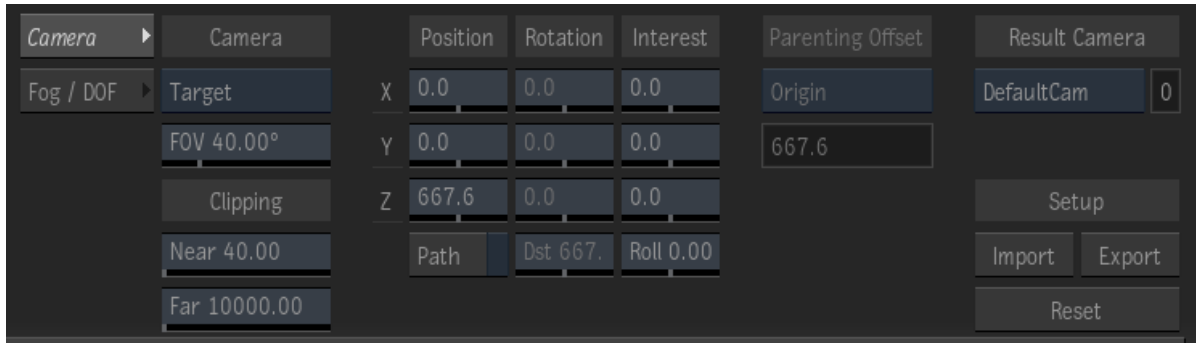 Camera Camera Position Rotation Interest Parenting Offset Result Camera
Fog / DOF Target X 0.0 0.0 0.0 Origin DefaultCam 0
FOV 40.00° Y 0.0 0.0 0.0 667.6
Clipping Z 667.6 0.0 0.0 Setup
Near 40.00 Path Dst 667. Roll 0.00 Import Export
Far 10000.00 Reset